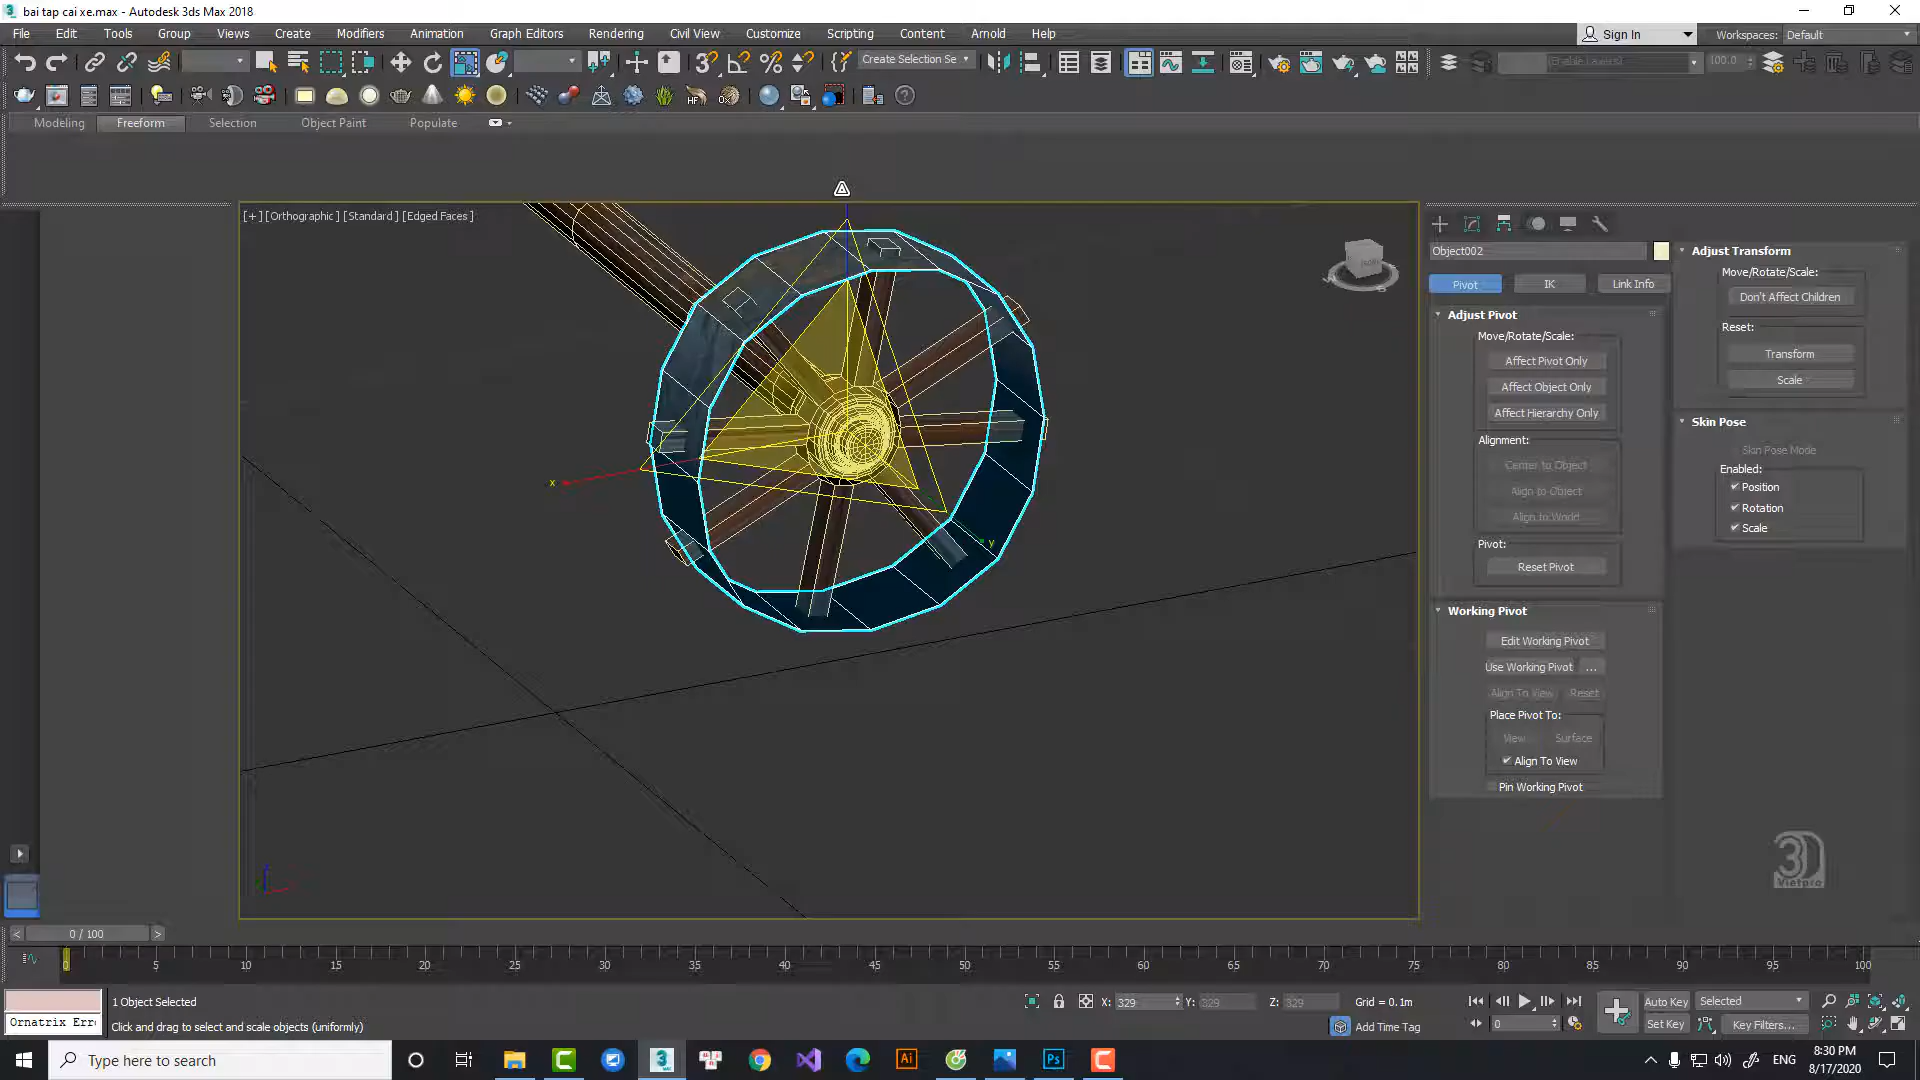 bai tap cai xe.max - Autodesk 3ds Max 2018
File Edit Tools Group Views Create Modifiers Animation Graph Editors Rendering Civil View Customize Scripting Content Arnold Help
Sign In
Workspaces: Default
Create Selection Se
100.0
Modeling Freeform Selection Object Paint Populate
[+] [Orthographic ] [Standard ] [Edged Faces ]
x
y
Object002
Pivot IK Link Info
Adjust Pivot
Move/Rotate/Scale:
Affect Pivot Only
Affect Object Only
Affect Hierarchy Only
Alignment:
Center to Object
Align to Object
Align to World
Pivot:
Reset Pivot
Working Pivot
Edit Working Pivot
Use Working Pivot ...
Align To View Reset
Place Pivot To:
View Surface
Align To View
Pin Working Pivot
Adjust Transform
Move/Rotate/Scale:
Don't Affect Children
Reset:
Transform
Scale
Skin Pose
Skin Pose Mode
Enabled:
Position
Rotation
Scale
3D
Vietpro
< 0 / 100 >
0 5 10 15 20 25 30 35 40 45 50 55 60 65 70 75 80 85 90 95 100
1 Object Selected
X: 329 Y: 329 Z: 329 Grid = 0.1m
Auto Key Selected
Ornatrix Err
Click and drag to select and scale objects (uniformly)
Add Time Tag
0
Set Key Key Filters...
Type here to search
ENG
8:30 PM
8/17/2020